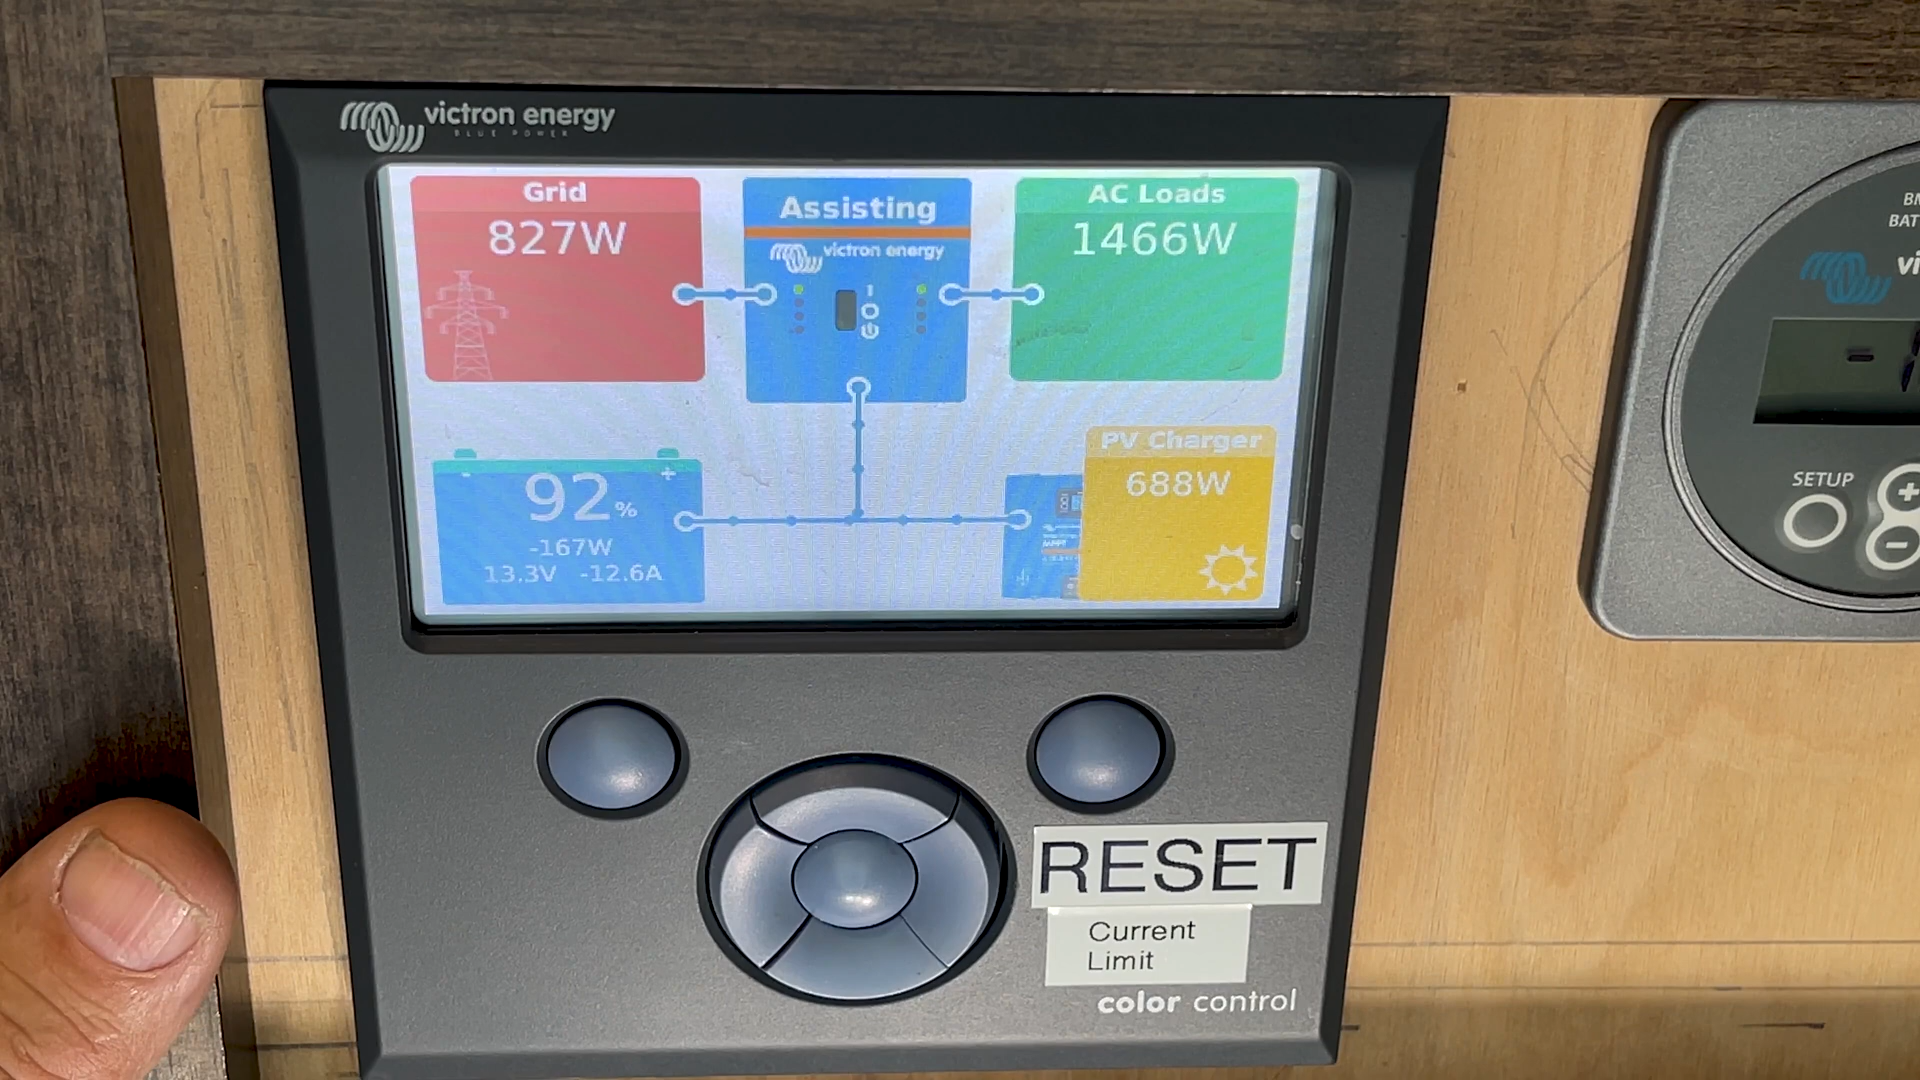 victron energy
BLUE POWER
Grid
827W
Assisting
victron energy
AC Loads
1466W
92%
-167W
13.3V -12.6A
PV Charger
688W
RESET
Current
Limit
color control
SETUP